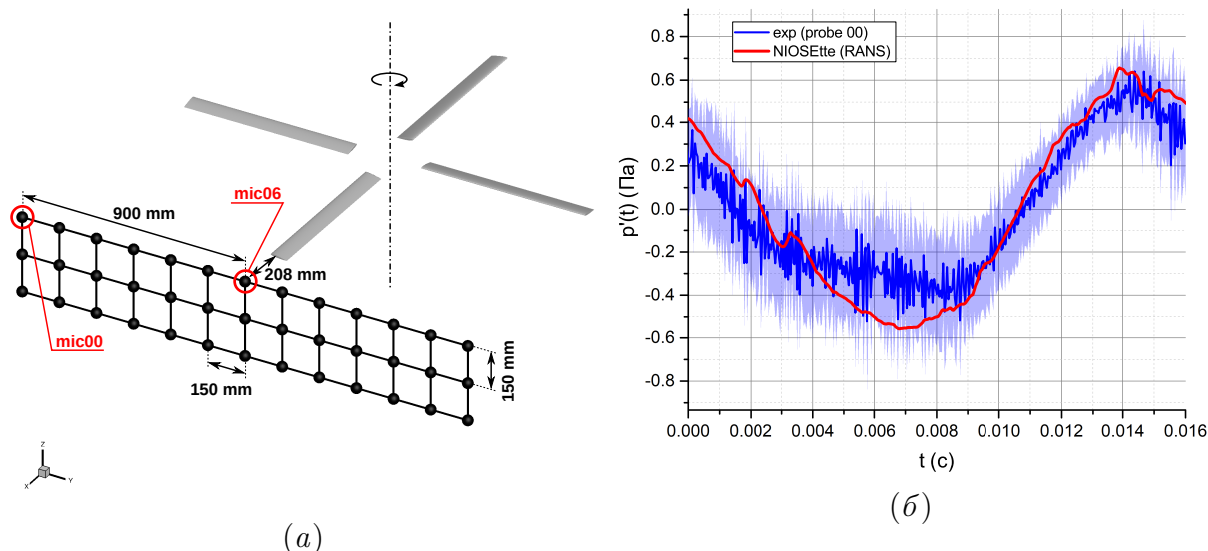 mic06
900 mm
208 mm
mic00
150 mm
150 mm
Z
X
Y
(а)
exp (probe 00)
NIOSEtte (RANS)
0.8
0.6
0.4
0.2
0.0
-0.2
-0.4
-0.6
-0.8
p'(t) (Па)
0.000 0.002 0.004 0.006 0.008 0.010 0.012 0.014 0.016
t (c)
(б)